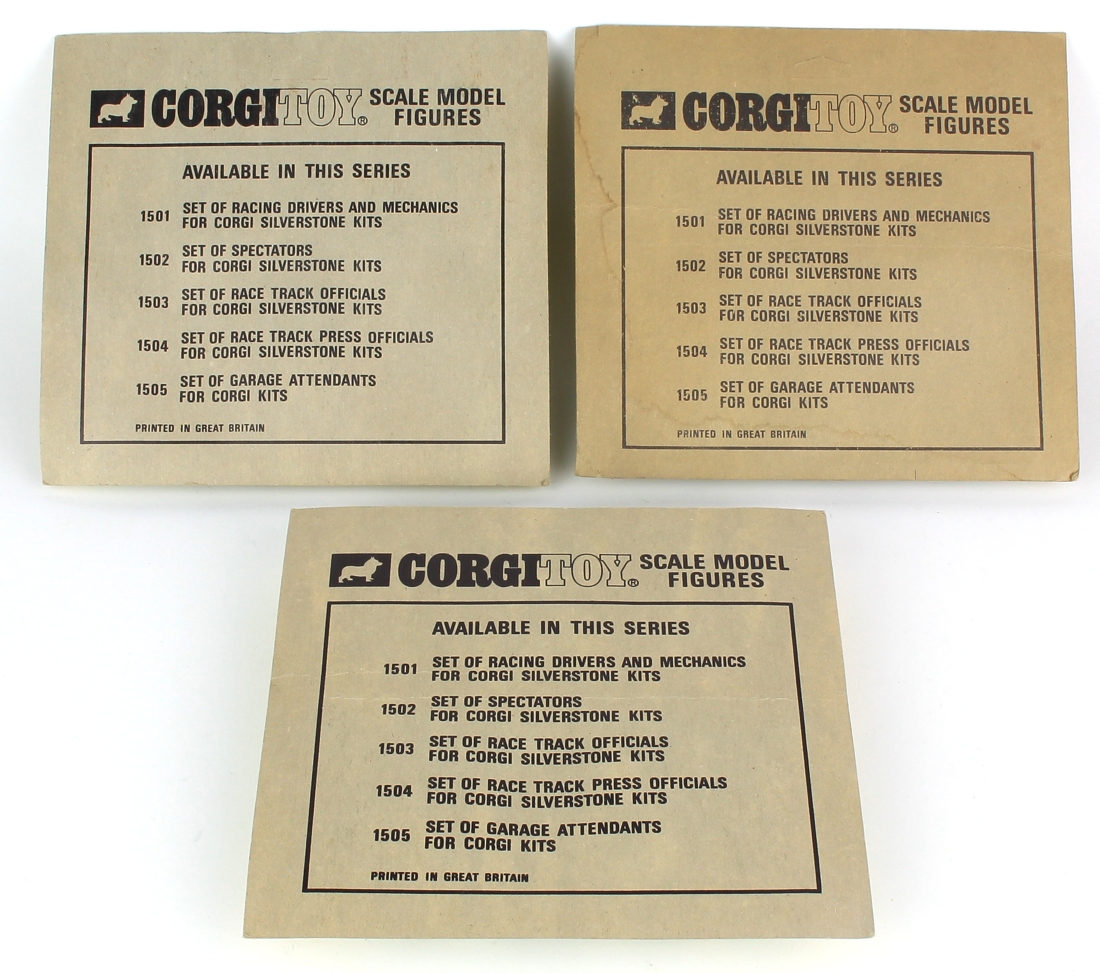 CORGITOY® SCALE MODEL
FIGURES
AVAILABLE IN THIS SERIES
1501 SET OF RACING DRIVERS AND MECHANICS
FOR CORGI SILVERSTONE KITS
1502 SET OF SPECTATORS
FOR CORGI SILVERSTONE KITS
1503 SET OF RACE TRACK OFFICIALS
FOR CORGI SILVERSTONE KITS
1504 SET OF RACE TRACK PRESS OFFICIALS
FOR CORGI SILVERSTONE KITS
1505 SET OF GARAGE ATTENDANTS
FOR CORGI KITS
PRINTED IN GREAT BRITAIN
CORGITOY® SCALE MODEL
FIGURES
AVAILABLE IN THIS SERIES
1501 SET OF RACING DRIVERS AND MECHANICS
FOR CORGI SILVERSTONE KITS
1502 SET OF SPECTATORS
FOR CORGI SILVERSTONE KITS
1503 SET OF RACE TRACK OFFICIALS
FOR CORGI SILVERSTONE KITS
1504 SET OF RACE TRACK PRESS OFFICIALS
FOR CORGI SILVERSTONE KITS
1505 SET OF GARAGE ATTENDANTS
FOR CORGI KITS
PRINTED IN GREAT BRITAIN
CORGITOY® SCALE MODEL
FIGURES
AVAILABLE IN THIS SERIES
1501 SET OF RACING DRIVERS AND MECHANICS
FOR CORGI SILVERSTONE KITS
1502 SET OF SPECTATORS
FOR CORGI SILVERSTONE KITS
1503 SET OF RACE TRACK OFFICIALS
FOR CORGI SILVERSTONE KITS
1504 SET OF RACE TRACK PRESS OFFICIALS
FOR CORGI SILVERSTONE KITS
1505 SET OF GARAGE ATTENDANTS
FOR CORGI KITS
PRINTED IN GREAT BRITAIN